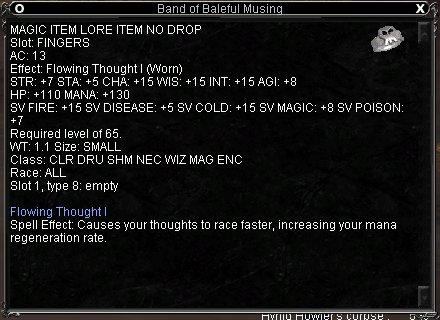 Band of Baleful Musing
MAGIC ITEM LORE ITEM NO DROP
Slot: FINGERS
AC: 13
Effect: Flowing Thought I (Worn)
STR: +7 STA: +5 CHA: +15 WIS: +15 INT: +15 AGI: +8
HP: +110 MANA: +130
SV FIRE: +15 SV DISEASE: +5 SV COLD: +15 SV MAGIC: +8 SV POISON:
+7
Required level of 65.
WT: 1.1 Size: SMALL
Class: CLR DRU SHM NEC WIZ MAG ENC
Race: ALL
Slot 1, type 8: empty
Flowing Thought I
Spell Effect: Causes your thoughts to race faster, increasing your mana
regeneration rate.
Howler's corpse